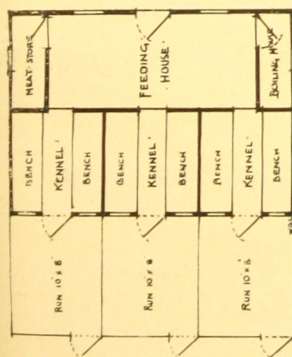 MEAT·STORE
FEEDING
HOUSE
BOILING HOUSE
BENCH
KENNEL
BENCH
BENCH
KENNEL
BENCH
BENCH
KENNEL
BENCH
RUN 10 × 8
RUN 10 × 8
RUN 10 × 8